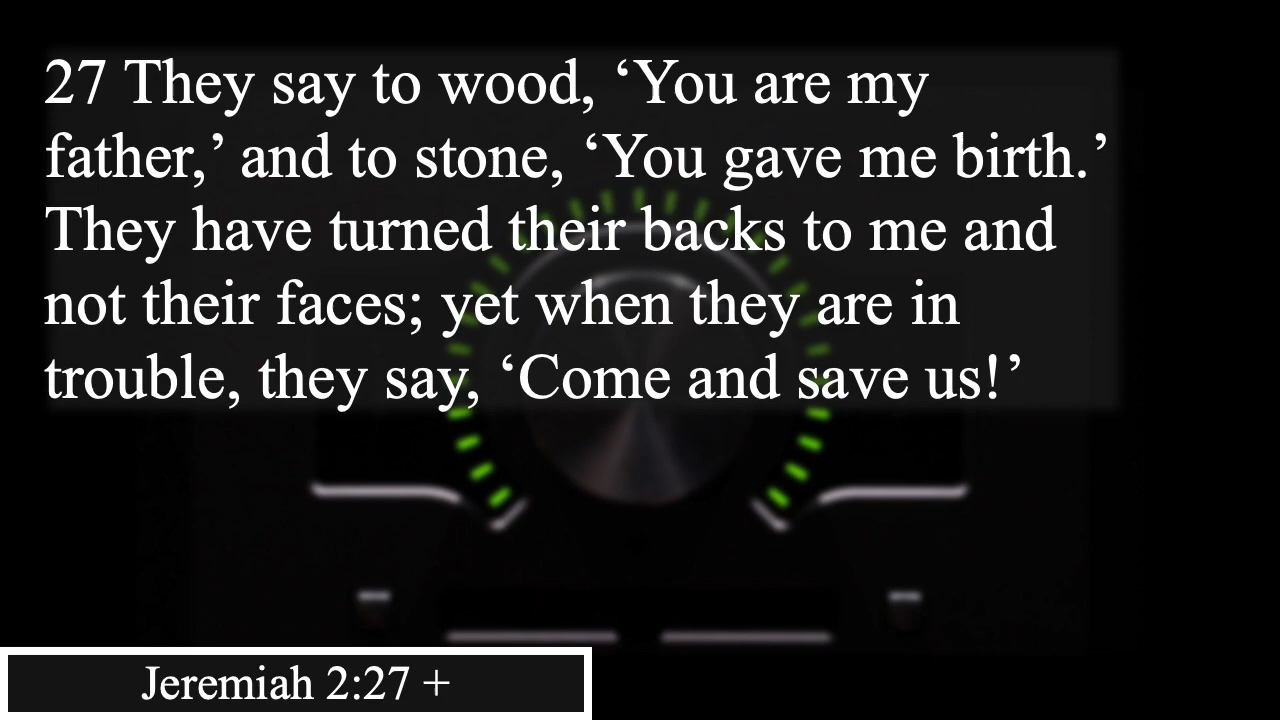 27 They say to wood, ‘You are my
father,’ and to stone, ‘You gave me birth.’
They have turned their backs to me and
not their faces; yet when they are in
trouble, they say, ‘Come and save us!’
Jeremiah 2:27 +